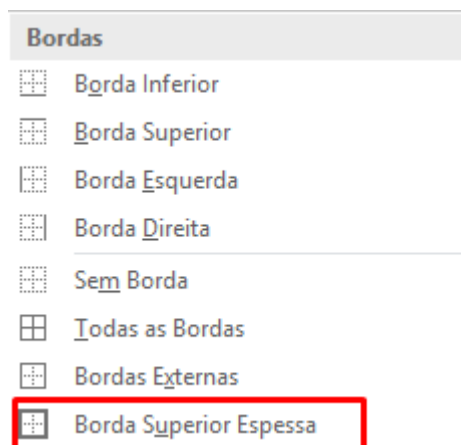 Bordas
Borda Inferior
Borda Superior
Borda Esquerda
Borda Direita
Sem Borda
Todas as Bordas
Bordas Externas
Borda Superior Espessa